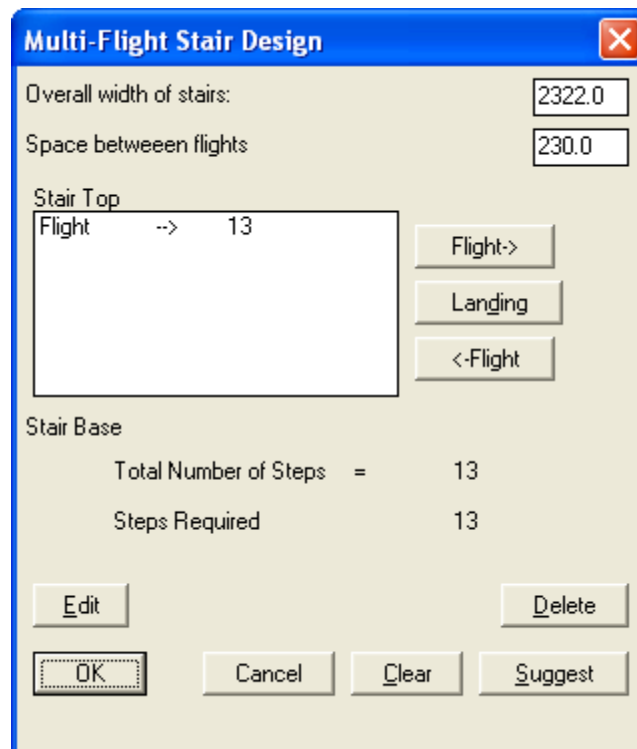 Multi-Flight Stair Design
Overall width of stairs: 2322.0
Space betweeen flights 230.0
Stair Top
Flight --> 13
Flight->
Landing
<-Flight
Stair Base
Total Number of Steps = 13
Steps Required 13
Edit Delete
OK Cancel Clear Suggest